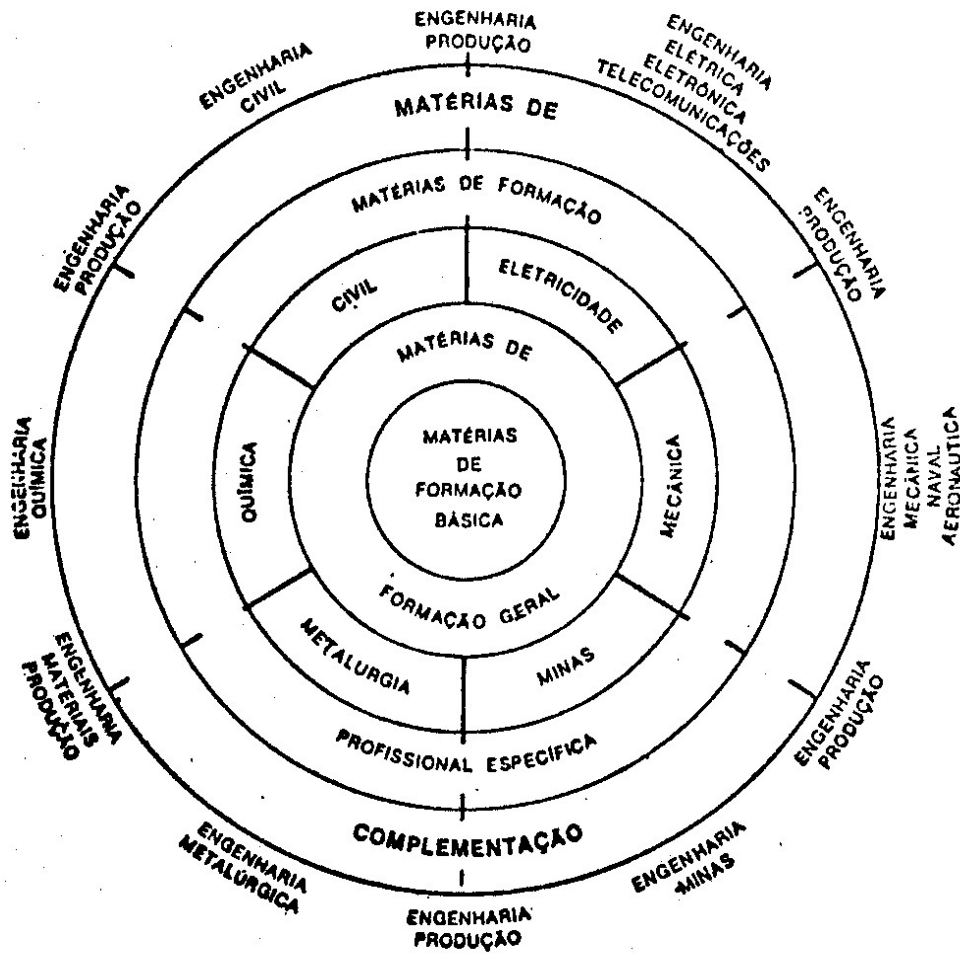 ENGENHARIA
PRODUÇÃO
ENGENHARIA
ELÉTRICA
ELETRÔNICA
TELECOMUNICAÇÕES
ENGENHARIA
PRODUÇÃO
ENGENHARIA
MECÂNICA
NAVAL
AERONAUTICA
ENGENHARIA
PRODUÇÃO
ENGENHARIA
MINAS
ENGENHARIA
PRODUÇÃO
ENGENHARIA
METALÚRGICA
ENGENHARIA
MATERIAIS
PRODUÇÃO
ENGENHARIA
QUÍMICA
ENGENHARIA
PRODUÇÃO
ENGENHARIA
CIVIL
MATÉRIAS DE
COMPLEMENTAÇÃO
MATÉRIAS DE FORMAÇÃO
PROFISSIONAL ESPECÍFICA
CIVIL
ELETRICIDADE
MECÂNICA
MINAS
METALURGIA
QUÍMICA
MATÉRIAS DE
FORMAÇÃO GERAL
MATÉRIAS
DE
FORMAÇÃO
BÁSICA